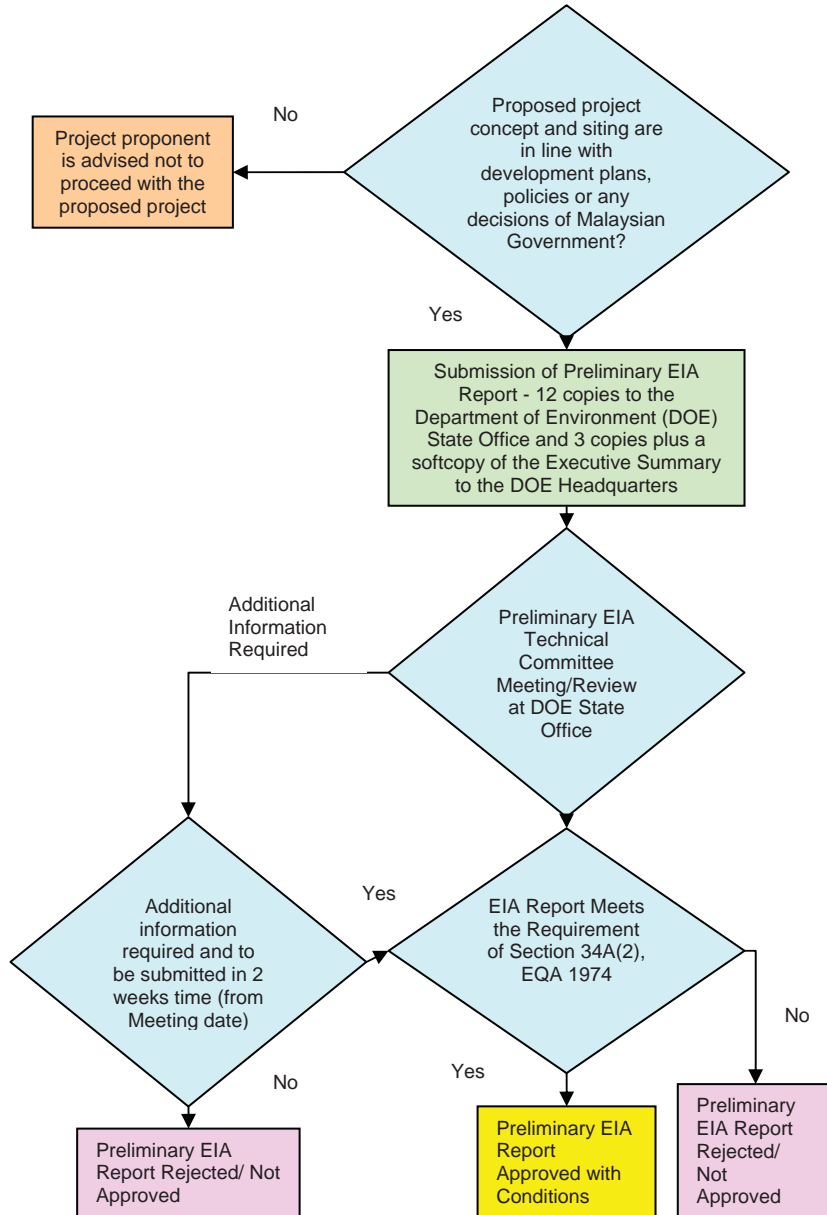 Proposed project
concept and siting are
in line with
development plans,
policies or any
decisions of Malaysian
Government?
No
Project proponent
is advised not to
proceed with the
proposed project
Yes
Submission of Preliminary EIA
Report - 12 copies to the
Department of Environment (DOE)
State Office and 3 copies plus a
softcopy of the Executive Summary
to the DOE Headquarters
Additional
Information
Required
Preliminary EIA
Technical
Committee
Meeting/Review
at DOE State
Office
Additional
information
required and to
be submitted in 2
weeks time (from
Meeting date)
Yes
EIA Report Meets
the Requirement
of Section 34A(2),
EQA 1974
No
No
Yes
Preliminary EIA
Report Rejected/ Not
Approved
Preliminary EIA
Report
Approved with
Conditions
Preliminary
EIA Report
Rejected/
Not
Approved